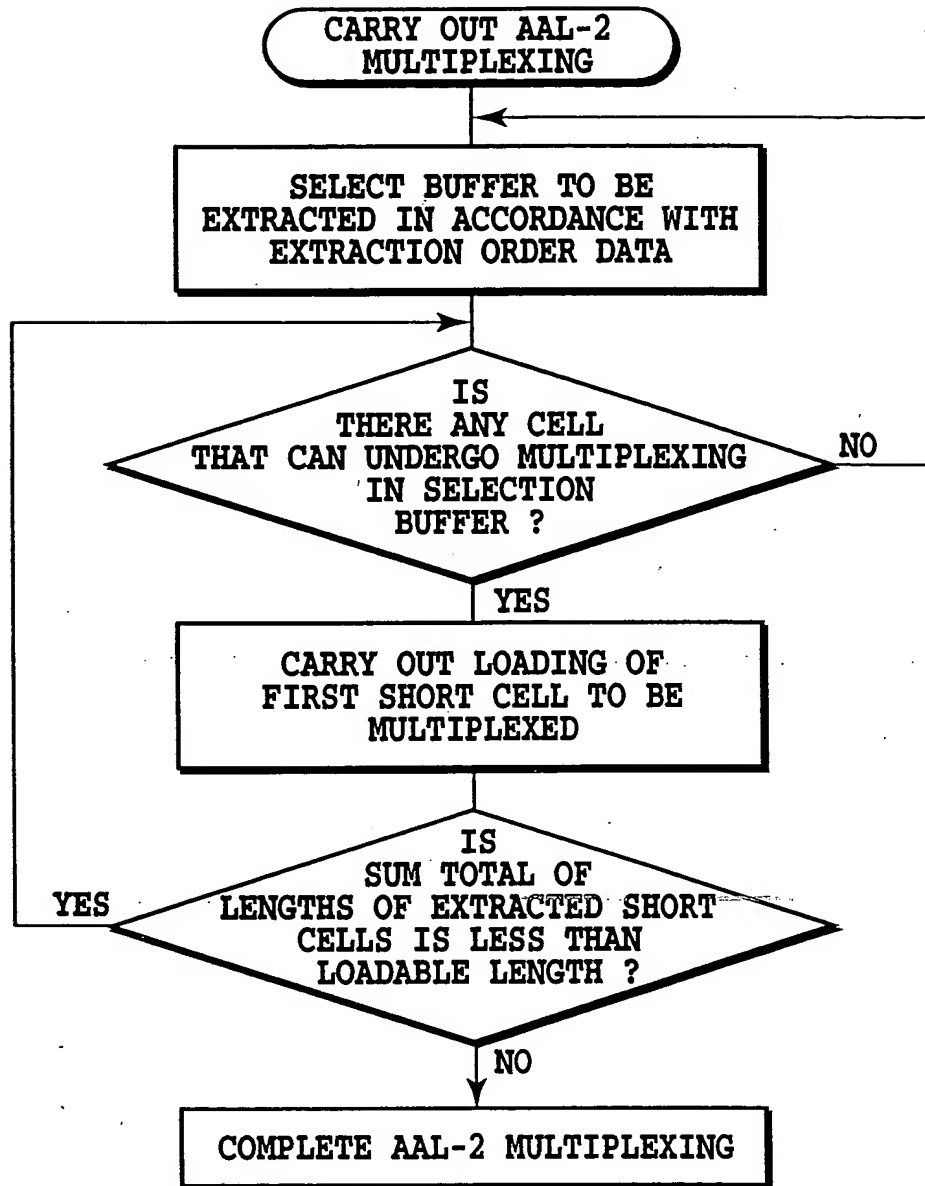 CARRY OUT AAL-2
MULTIPLEXING
SELECT BUFFER TO BE
EXTRACTED IN ACCORDANCE WITH
EXTRACTION ORDER DATA
IS
THERE ANY CELL
THAT CAN UNDERGO MULTIPLEXING
IN SELECTION
BUFFER ?
NO
YES
CARRY OUT LOADING OF
FIRST SHORT CELL TO BE
MULTIPLEXED
IS
SUM TOTAL OF
LENGTHS OF EXTRACTED SHORT
CELLS IS LESS THAN
LOADABLE LENGTH ?
YES
NO
COMPLETE AAL-2 MULTIPLEXING